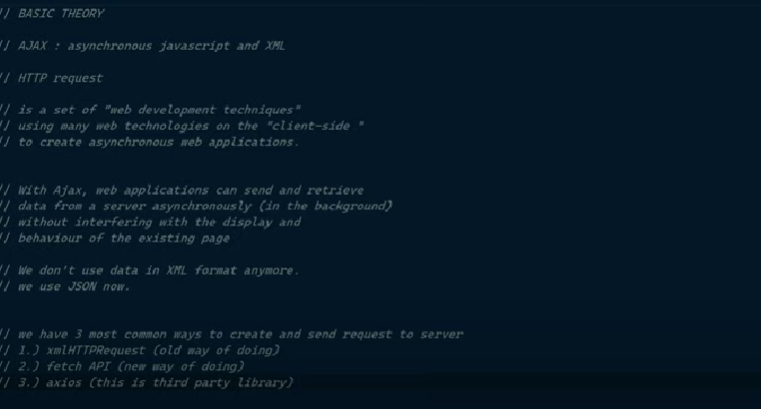 // BASIC THEORY
// AJAX : asynchronous javascript and XML
// HTTP request
// is a set of "web development techniques"
// using many web technologies on the "client-side "
// to create asynchronous web applications.
// With Ajax, web applications can send and retrieve
// data from a server asynchronously (in the background)
// without interfering with the display and
// behaviour of the existing page
// We don't use data in XML format anymore.
// we use JSON now.
// we have 3 most common ways to create and send request to server
// 1.) xmlHTTPRequest (old way of doing)
// 2.) fetch API (new way of doing)
// 3.) axios (this is third party library)